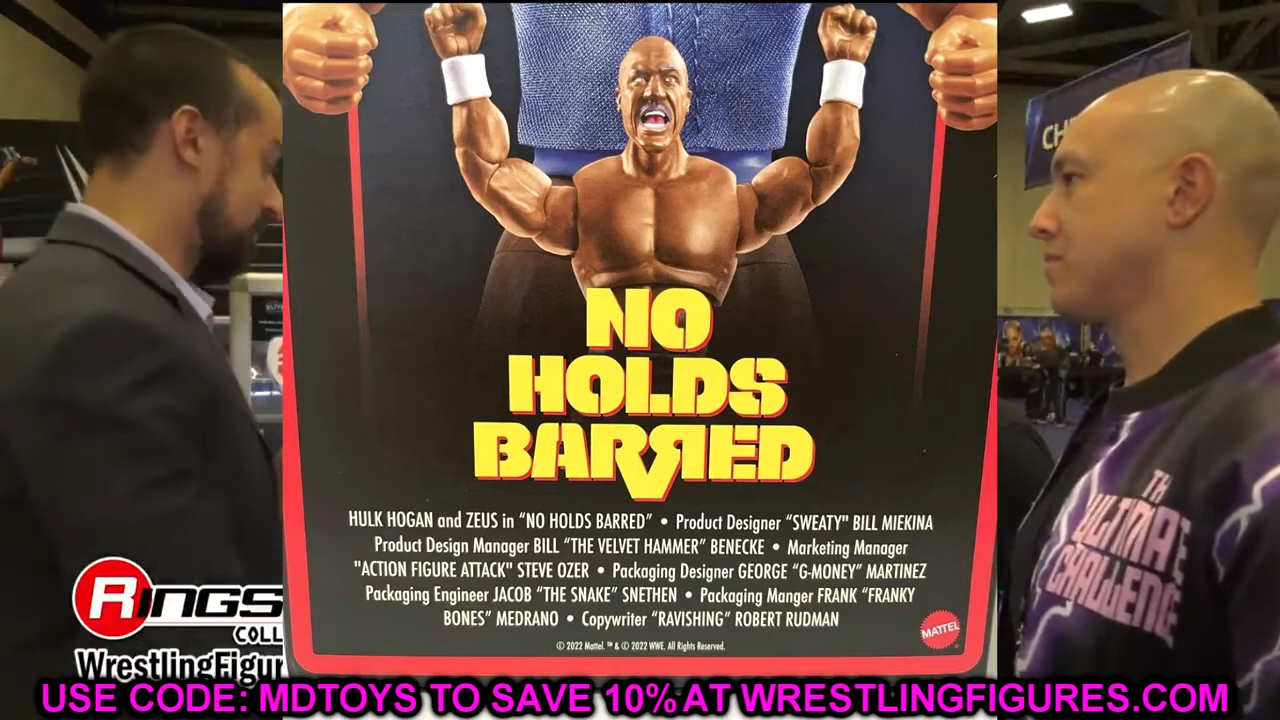 CH
NO
HOLDS
BARRED
HULK HOGAN and ZEUS in “NO HOLDS BARRED” • Product Designer “SWEATY" BILL MIEKINA
Product Design Manager BILL “THE VELVET HAMMER” BENECKE • Marketing Manager
"ACTION FIGURE ATTACK” STEVE OZER • Packaging Designer GEORGE “G-MONEY” MARTINEZ
Packaging Engineer JACOB “THE SNAKE” SNETHEN • Packaging Manger FRANK “FRANKY
BONES” MEDRANO • Copywriter “RAVISHING” ROBERT RUDMAN
MATTEL
© 2022 Mattel. ™ & © 2022 WWE. All Rights Reserved.
TH
ULTIMATE
CHALLENGE
RINGS
COLL
WrestlingFigur
USE CODE: MDTOYS TO SAVE 10% AT WRESTLINGFIGURES.COM